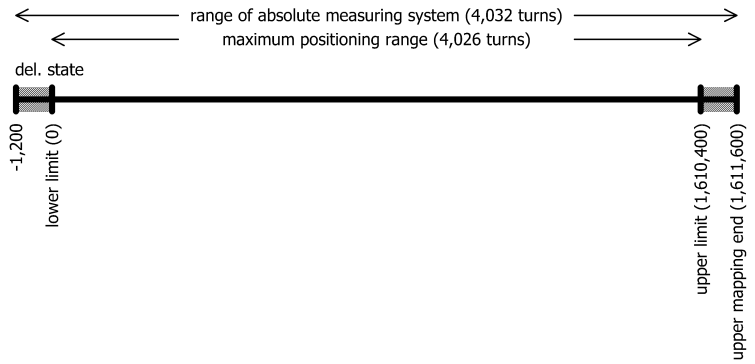 range of absolute measuring system (4,032 turns)
maximum positioning range (4,026 turns)
del. state
-1,200
lower limit (0)
upper limit (1,610,400)
upper mapping end (1,611,600)